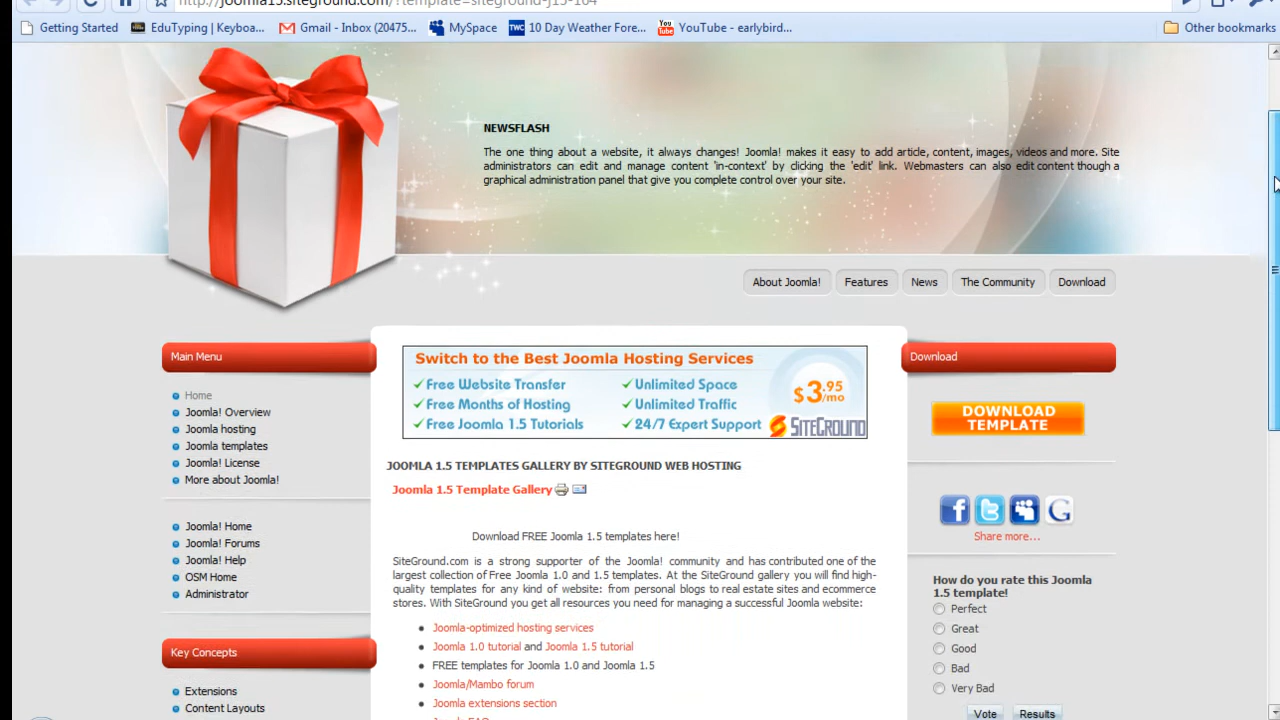 http://joomla15.siteground.com/?template=siteground-j15-104
Getting Started
EduTyping | Keyboa...
Gmail - Inbox (20475...
MySpace
TWC
10 Day Weather Fore...
You Tube
YouTube - earlybird...
Other bookmarks
NEWSFLASH
The one thing about a website, it always changes! Joomla! makes it easy to add article, content, images, videos and more. Site
administrators can edit and manage content 'in-context' by clicking the 'edit' link. Webmasters can also edit content though a
graphical administration panel that give you complete control over your site.
About Joomla!
Features
News
The Community
Download
Main Menu
Home
Joomla! Overview
Joomla! hosting
Joomla! templates
Joomla! License
More about Joomla!
Joomla! Home
Joomla! Forums
Joomla! Help
OSM Home
Administrator
Key Concepts
Extensions
Content Layouts
Switch to the Best Joomla Hosting Services
Free Website Transfer
Unlimited Space
Free Months of Hosting
Unlimited Traffic
Free Joomla 1.5 Tutorials
24/7 Expert Support
$3.95/mo
SITEGROUND
JOOMLA 1.5 TEMPLATES GALLERY BY SITEGROUND WEB HOSTING
Joomla 1.5 Template Gallery
Download FREE Joomla 1.5 templates here!
SiteGround.com is a strong supporter of the Joomla! community and has contributed one of the
largest collection of Free Joomla 1.0 and 1.5 templates. At the SiteGround gallery you will find high-
quality templates for any kind of website: from personal blogs to real estate sites and ecommerce
stores. With SiteGround you get all resources you need for managing a successful Joomla website:
Joomla-optimized hosting services
Joomla 1.0 tutorial and Joomla 1.5 tutorial
FREE templates for Joomla 1.0 and Joomla 1.5
Joomla/Mambo forum
Joomla extensions section
Download
DOWNLOAD
TEMPLATE
Share more...
How do you rate this Joomla
1.5 template!
Perfect
Great
Good
Bad
Very Bad
Vote
Results